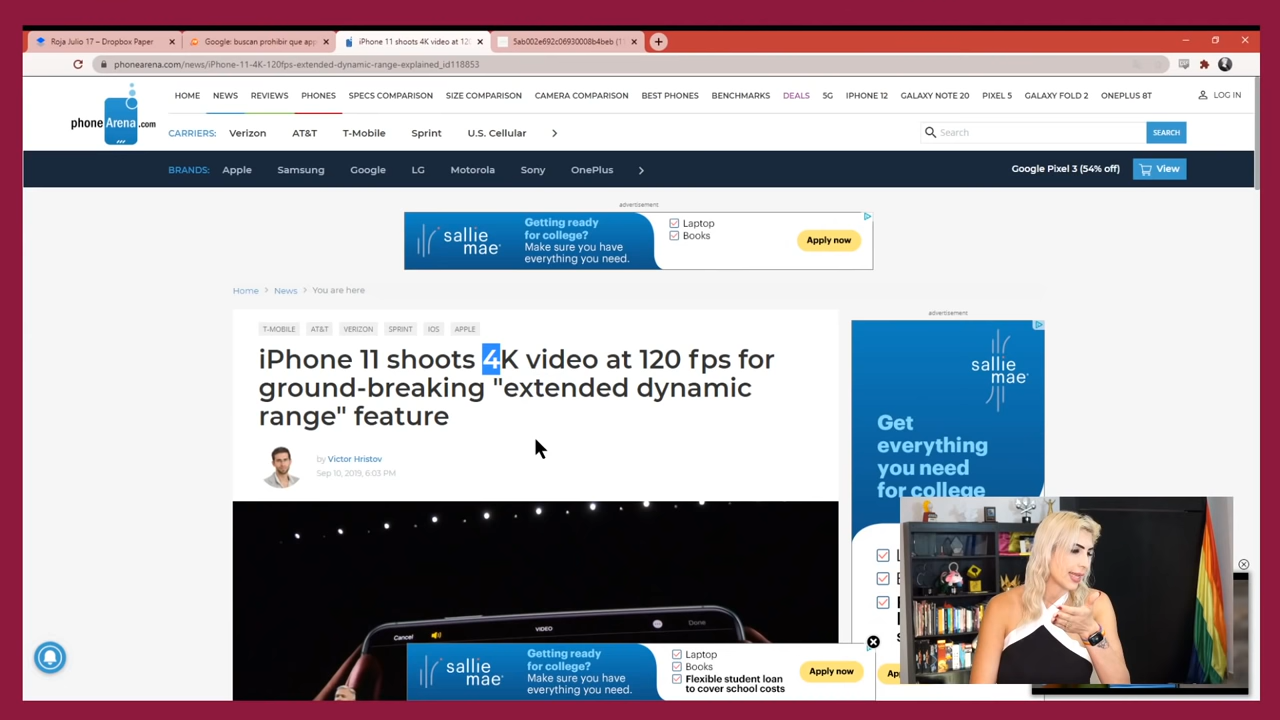 Roja Julio 17 – Dropbox Paper
Google: buscan prohibir que app
iPhone 11 shoots 4K video at 12
5ab002e692c06930008b4beb (1
phonearena.com/news/iPhone-11-4K-120fps-extended-dynamic-range-explained_id118853
phoneArena.com
HOME NEWS REVIEWS PHONES SPECS COMPARISON SIZE COMPARISON CAMERA COMPARISON BEST PHONES BENCHMARKS DEALS 5G IPHONE 12 GALAXY NOTE 20 PIXEL 5 GALAXY FOLD 2 ONEPLUS 8T LOG IN
CARRIERS: Verizon AT&T T-Mobile Sprint U.S. Cellular
Search SEARCH
BRANDS: Apple Samsung Google LG Motorola Sony OnePlus
Google Pixel 3 (54% off) View
advertisement
sallie mae
Getting ready
for college?
Make sure you have
everything you need.
Laptop
Books
Apply now
Home News You are here
T-MOBILE AT&T VERIZON SPRINT IOS APPLE
iPhone 11 shoots 4K video at 120 fps for
ground-breaking "extended dynamic
range" feature
by Victor Hristov
Sep 10, 2019, 6:03 PM
advertisement
sallie
mae
Get
everything
you need
for college
Cancel VIDEO Done
sallie
mae
Getting ready
for college?
Make sure you have
everything you need.
Laptop
Books
Flexible student loan
to cover school costs
Apply now